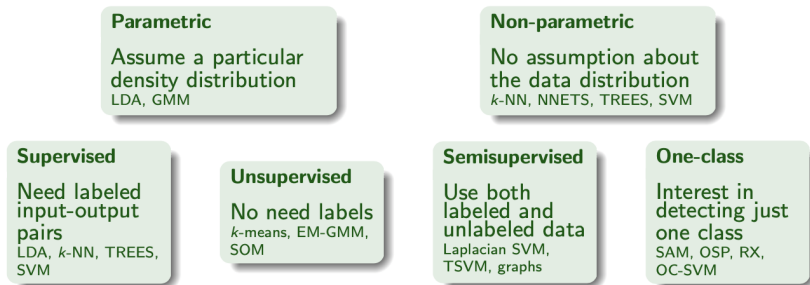 Parametric
Assume a particular
density distribution
LDA, GMM
Non-parametric
No assumption about
the data distribution
k-NN, NNETS, TREES, SVM
Supervised
Need labeled
input-output
pairs
LDA, k-NN, TREES,
SVM
Unsupervised
No need labels
k-means, EM-GMM,
SOM
Semisupervised
Use both
labeled and
unlabeled data
Laplacian SVM,
TSVM, graphs
One-class
Interest in
detecting just
one class
SAM, OSP, RX,
OC-SVM